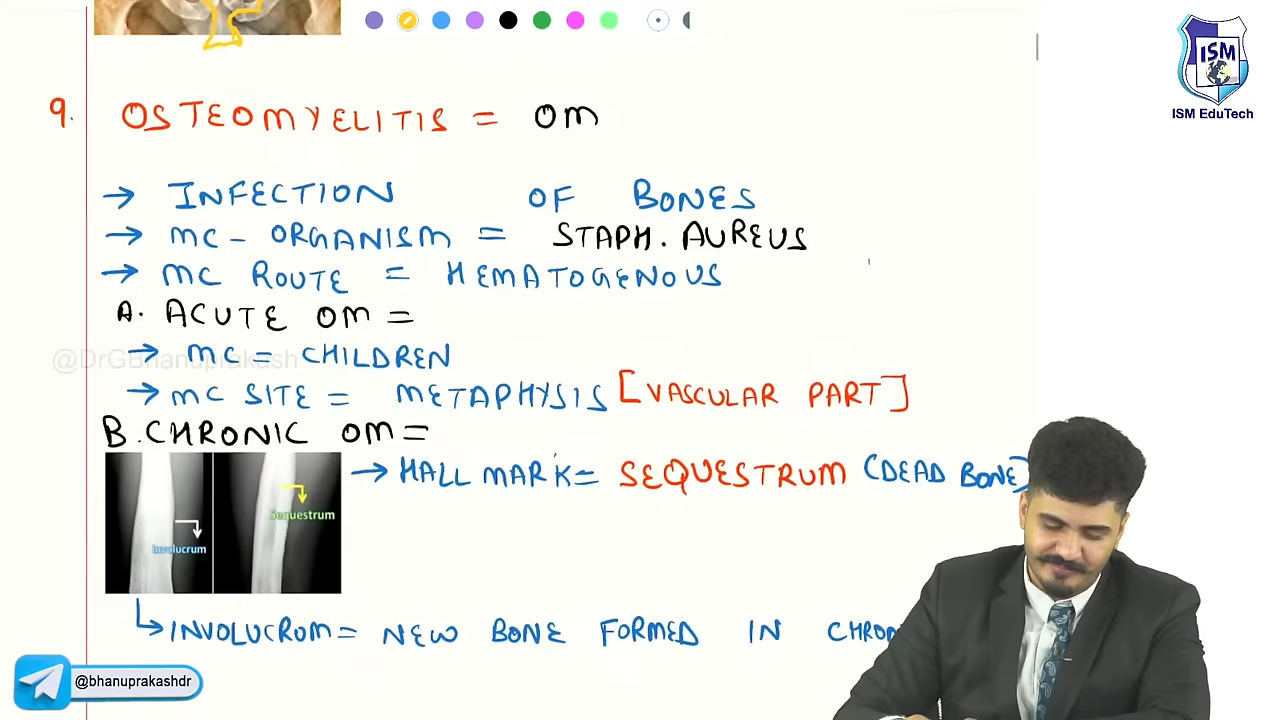 ISM
ISM EduTech
9. OSTEOMYELITIS = OM
→ INFECTION OF BONES
→ MC - ORGANISM = STAPH. AUREUS
→ MC ROUTE = HEMATOGENOUS
A. ACUTE OM =
@DrGBhanuprakash
→ MC = CHILDREN
→ MC SITE = METAPHYSIS [VASCULAR PART]
B. CHRONIC OM =
→ HALL MARK = SEQUESTRUM (DEAD BONE)
Sequestrum
Involucrum
↳ INVOLUCRUM = NEW BONE FORMED IN CHRON
@bhanuprakashdr